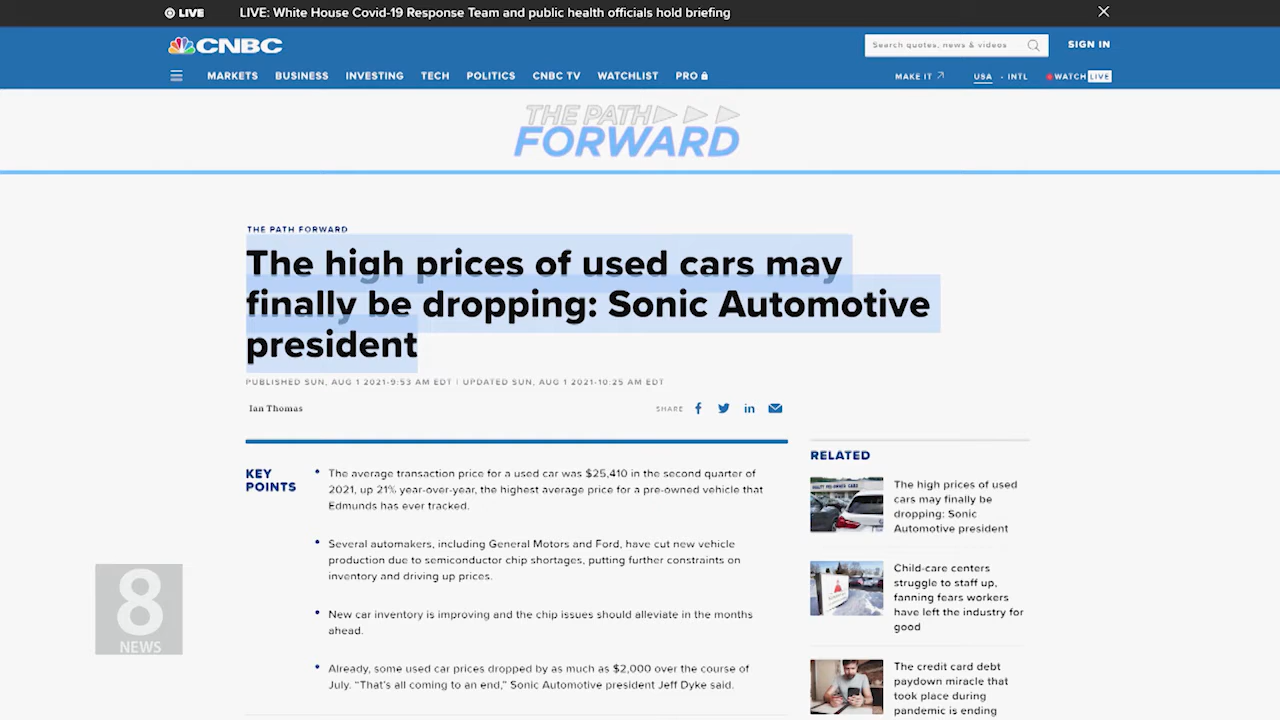 LIVE
LIVE: White House Covid-19 Response Team and public health officials hold briefing
CNBC
Search quotes, news & videos
SIGN IN
MARKETS BUSINESS INVESTING TECH POLITICS CNBC TV WATCHLIST PRO
MAKE IT USA · INTL WATCH LIVE
THE PATH
FORWARD
THE PATH FORWARD
The high prices of used cars may
finally be dropping: Sonic Automotive
president
PUBLISHED SUN, AUG 1 2021-9:53 AM EDT | UPDATED SUN, AUG 1 2021-10:25 AM EDT
Ian Thomas
SHARE
KEY
POINTS
• The average transaction price for a used car was $25,410 in the second quarter of
2021, up 21% year-over-year, the highest average price for a pre-owned vehicle that
Edmunds has ever tracked.
• Several automakers, including General Motors and Ford, have cut new vehicle
production due to semiconductor chip shortages, putting further constraints on
inventory and driving up prices.
• New car inventory is improving and the chip issues should alleviate in the months
ahead.
• Already, some used car prices dropped by as much as $2,000 over the course of
July. “That’s all coming to an end,” Sonic Automotive president Jeff Dyke said.
RELATED
The high prices of used
cars may finally be
dropping: Sonic
Automotive president
Child-care centers
struggle to staff up,
fanning fears workers
have left the industry for
good
The credit card debt
paydown miracle that
took place during
pandemic is ending
8
NEWS